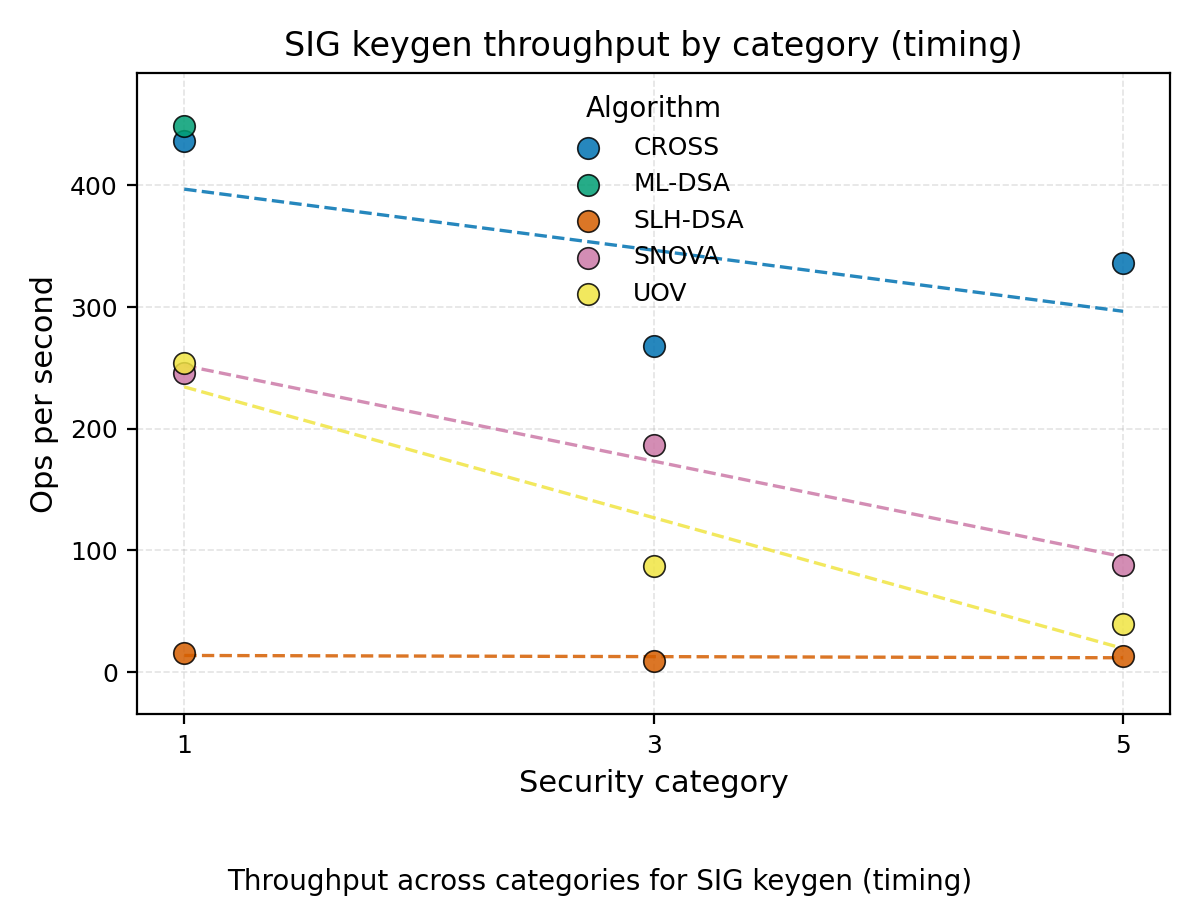 SIG keygen throughput by category (timing)
Algorithm
CROSS
ML-DSA
SLH-DSA
SNOVA
UOV
Ops per second
400
300
200
100
0
1
3
5
Security category
Throughput across categories for SIG keygen (timing)